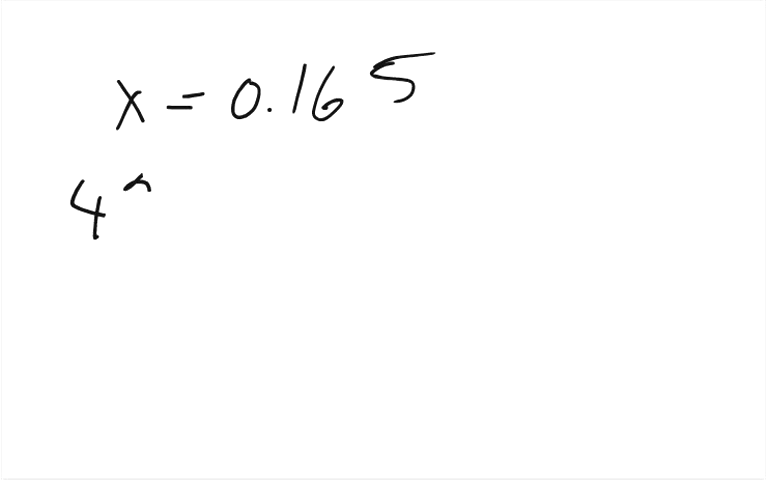 x = 0.165
4^